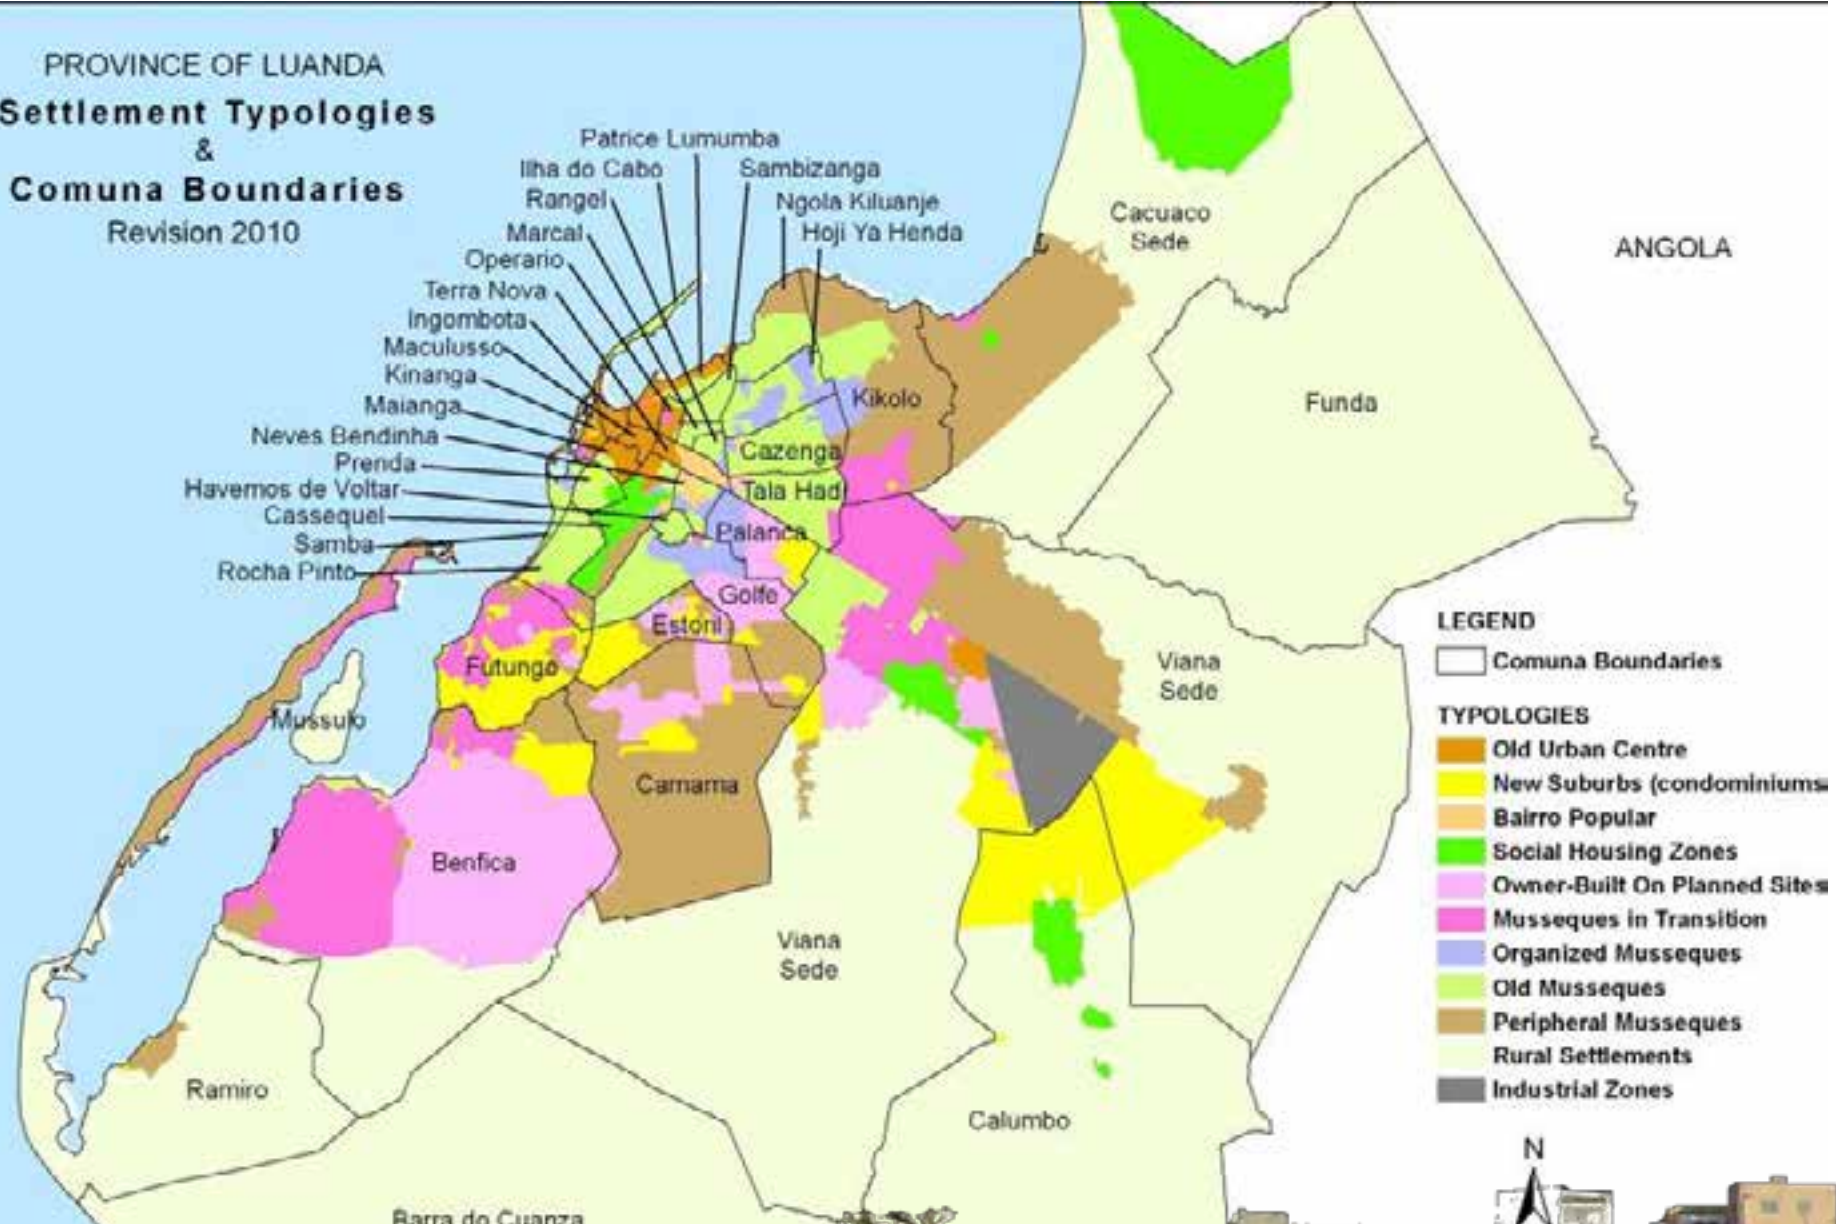 PROVINCE OF LUANDA
Settlement Typologies
&
Comuna Boundaries
Revision 2010
Patrice Lumumba
Ilha do Cabo
Sambizanga
Rangel
Ngola Kiluanje
Marcal
Hoji Ya Henda
Operario
Terra Nova
Ingombota
Maculusso
Kinanga
Maianga
Neves Bendinha
Prenda
Havemos de Voltar
Cassequel
Samba
Rocha Pinto
Cacuaco
Sede
ANGOLA
Funda
Kikolo
Cazenga
Tala Had
Palanca
Golfe
Estoril
Futungo
Mussulo
Camama
Benfica
Viana
Sede
Viana
Sede
Ramiro
Calumbo
Barra do Cuanza
LEGEND
Comuna Boundaries
TYPOLOGIES
Old Urban Centre
New Suburbs (condominiums
Bairro Popular
Social Housing Zones
Owner-Built On Planned Sites
Musseques in Transition
Organized Musseques
Old Musseques
Peripheral Musseques
Rural Settlements
Industrial Zones
N